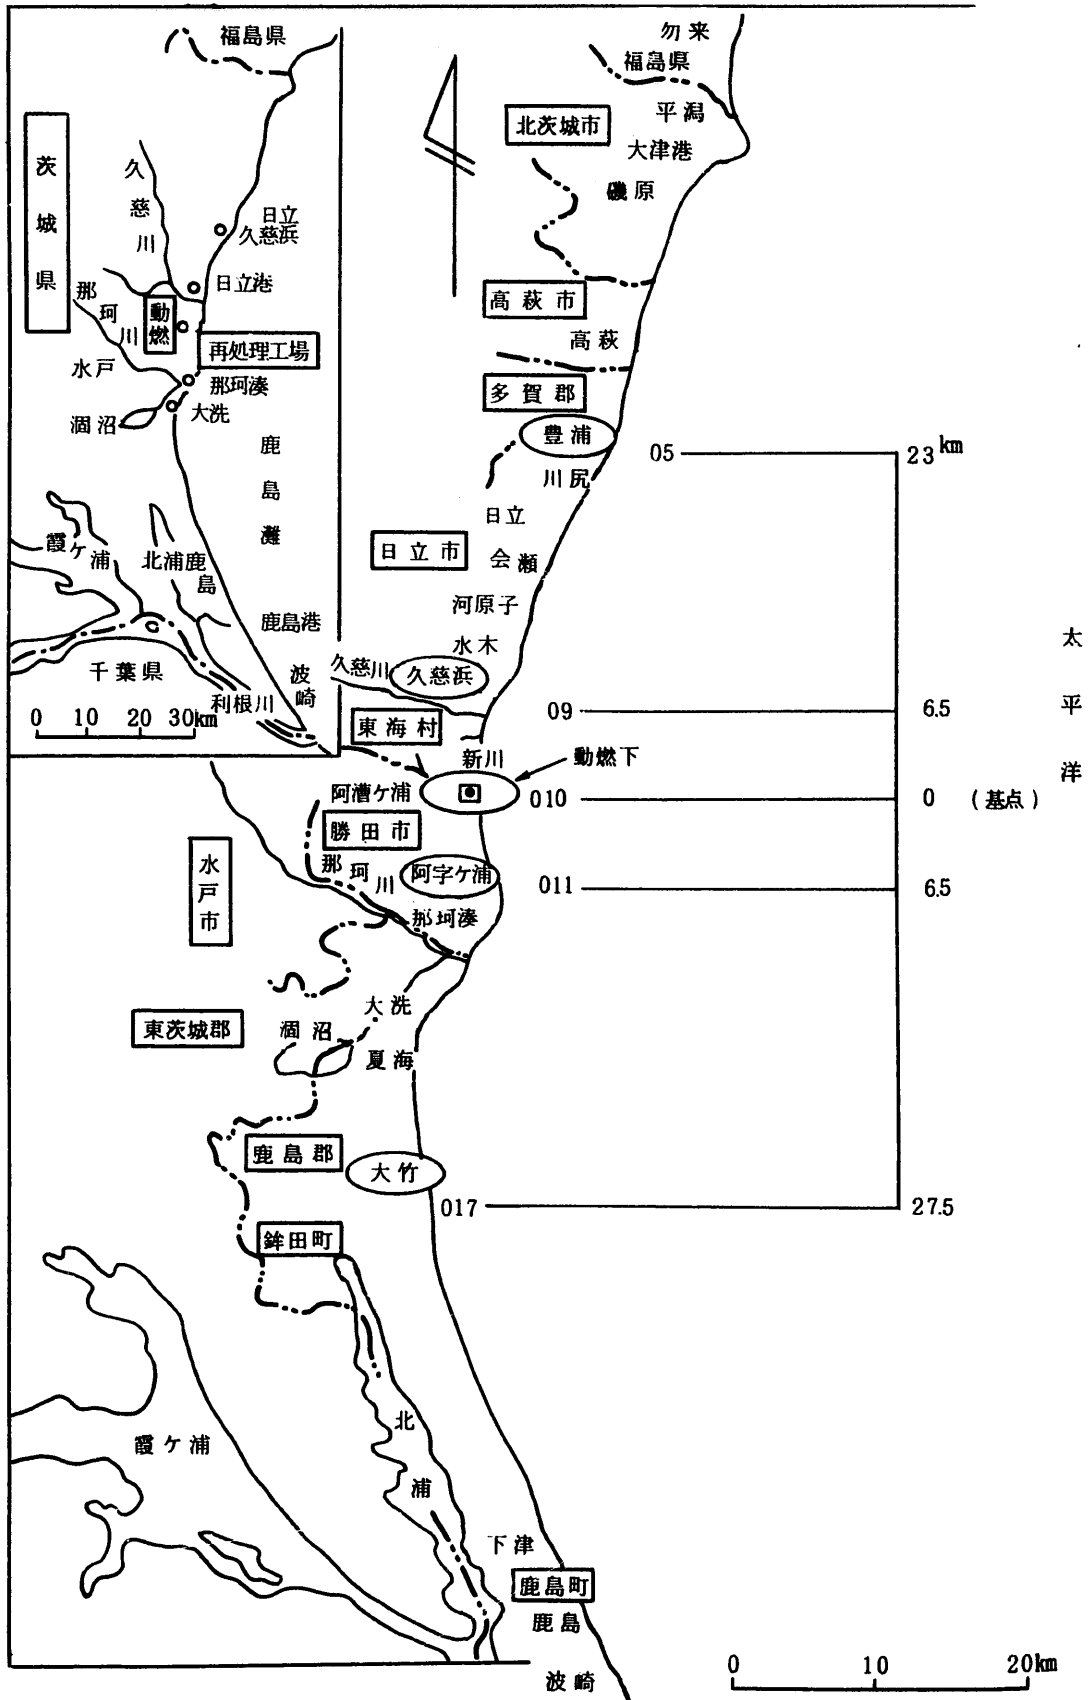 福島県
茨城県
久慈川
日立
久慈浜
日立港
那珂川
動燃
再処理工場
水戸
那珂湊
大洗
涸沼
鹿島灘
霞ケ浦
北浦
鹿島
鹿島港
千葉県
波崎
利根川
0 10 20 30km
勿来
福島県
平潟
北茨城市
大津港
磯原
高萩市
高萩
多賀郡
豊浦
05
23km
川尻
日立
日立市
会瀬
河原子
水木
久慈川
久慈浜
09
6.5
東海村
新川
動燃下
阿漕ケ浦
010
0
(基点)
勝田市
水戸市
那珂川
阿字ケ浦
011
6.5
那珂湊
大洗
東茨城郡
涸沼
夏海
鹿島郡
大竹
017
27.5
鉾田町
太平洋
北浦
霞ケ浦
下津
鹿島町
鹿島
波崎
0 10 20km